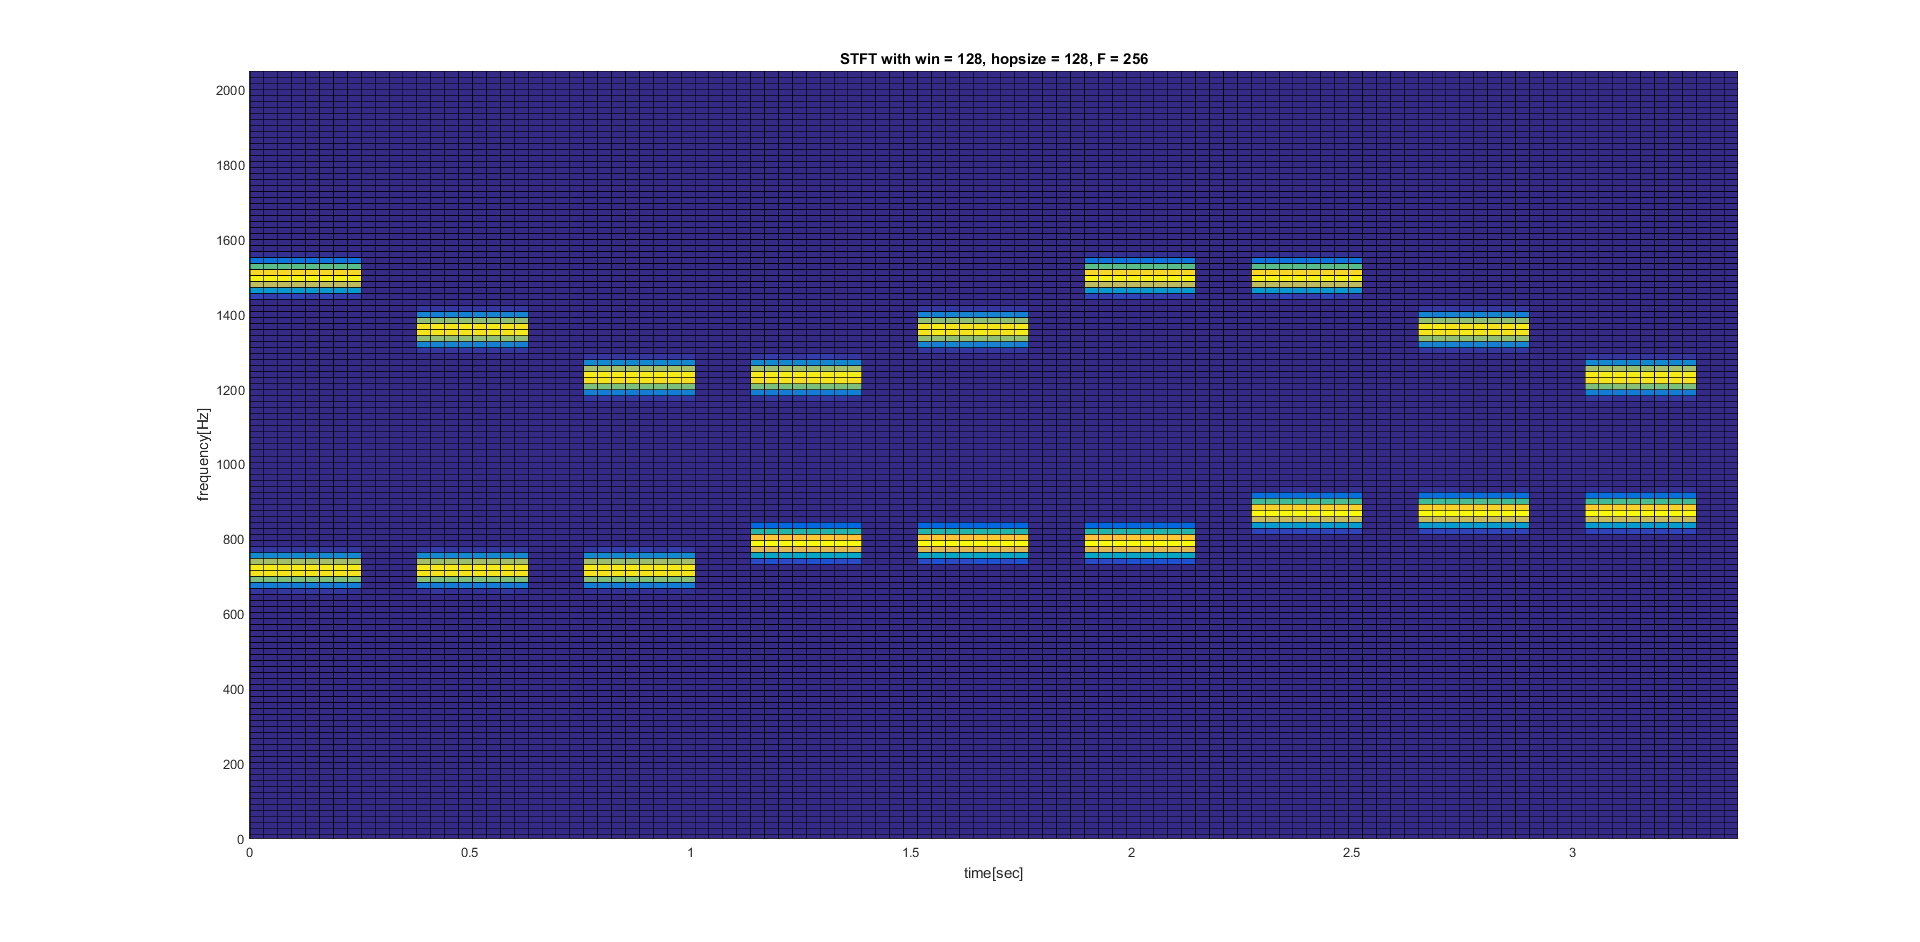 STFT with win = 128, hopsize = 128, F = 256
2000
1800
1600
1400
1200
1000
800
600
400
200
0
frequency[Hz]
0 0.5 1 1.5 2 2.5 3
time[sec]